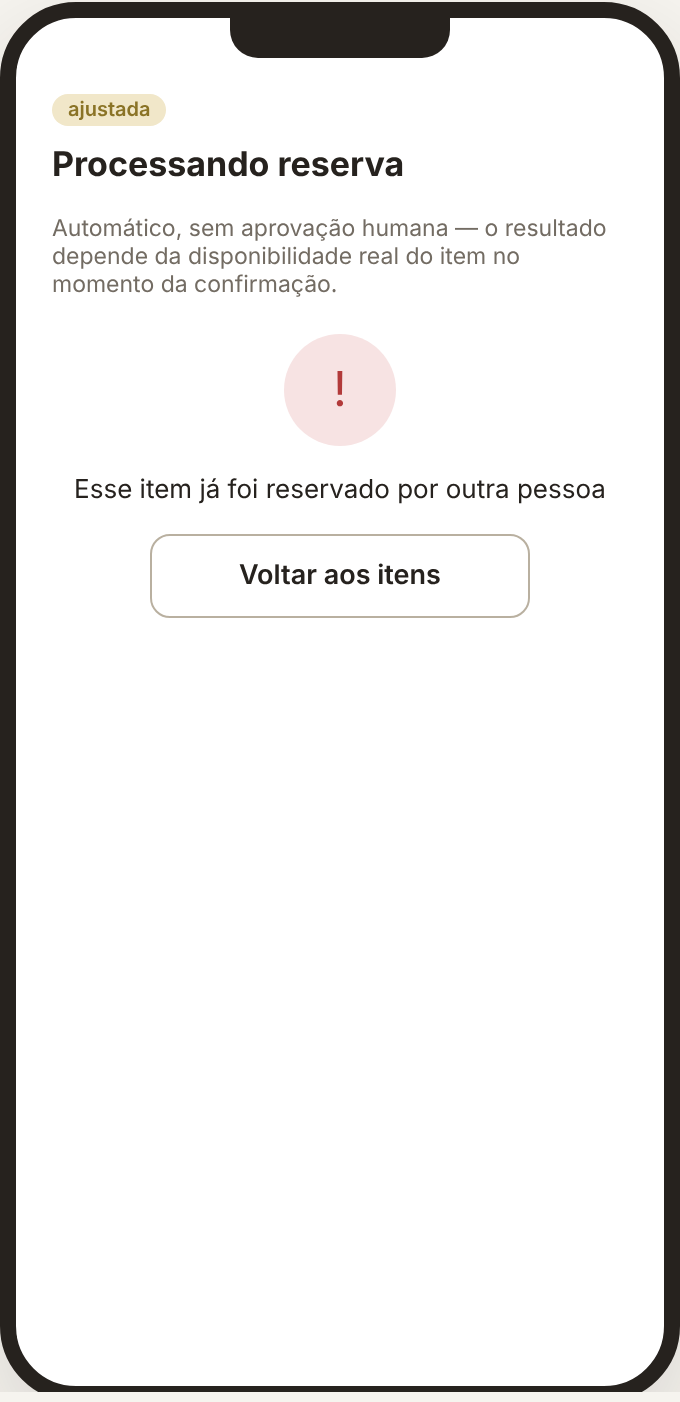 ajustada
Processando reserva
Automático, sem aprovação humana — o resultado
depende da disponibilidade real do item no
momento da confirmação.
!
Esse item já foi reservado por outra pessoa
Voltar aos itens